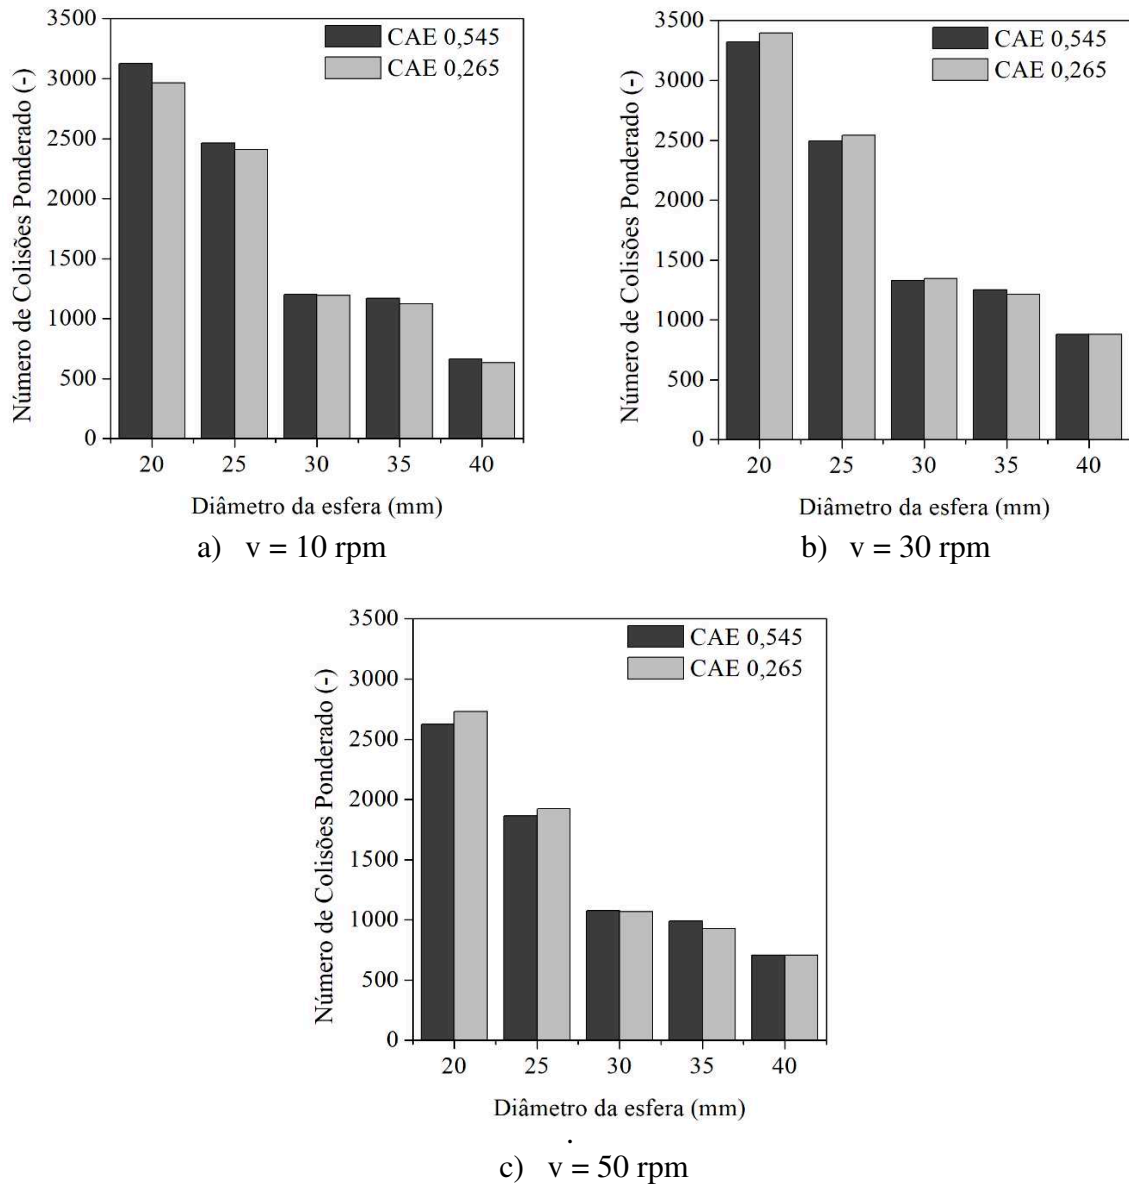 3500
3000
2500
2000
1500
1000
500
0
Número de Colisões Ponderado (-)
CAE 0,545
CAE 0,265
20 25 30 35 40
Diâmetro da esfera (mm)
a) v = 10 rpm
3500
3000
2500
2000
1500
1000
500
0
Número de Colisões Ponderado (-)
CAE 0,545
CAE 0,265
20 25 30 35 40
Diâmetro da esfera (mm)
b) v = 30 rpm
3500
3000
2500
2000
1500
1000
500
0
Número de Colisões Ponderado (-)
CAE 0,545
CAE 0,265
20 25 30 35 40
Diâmetro da esfera (mm)
.
c) v = 50 rpm